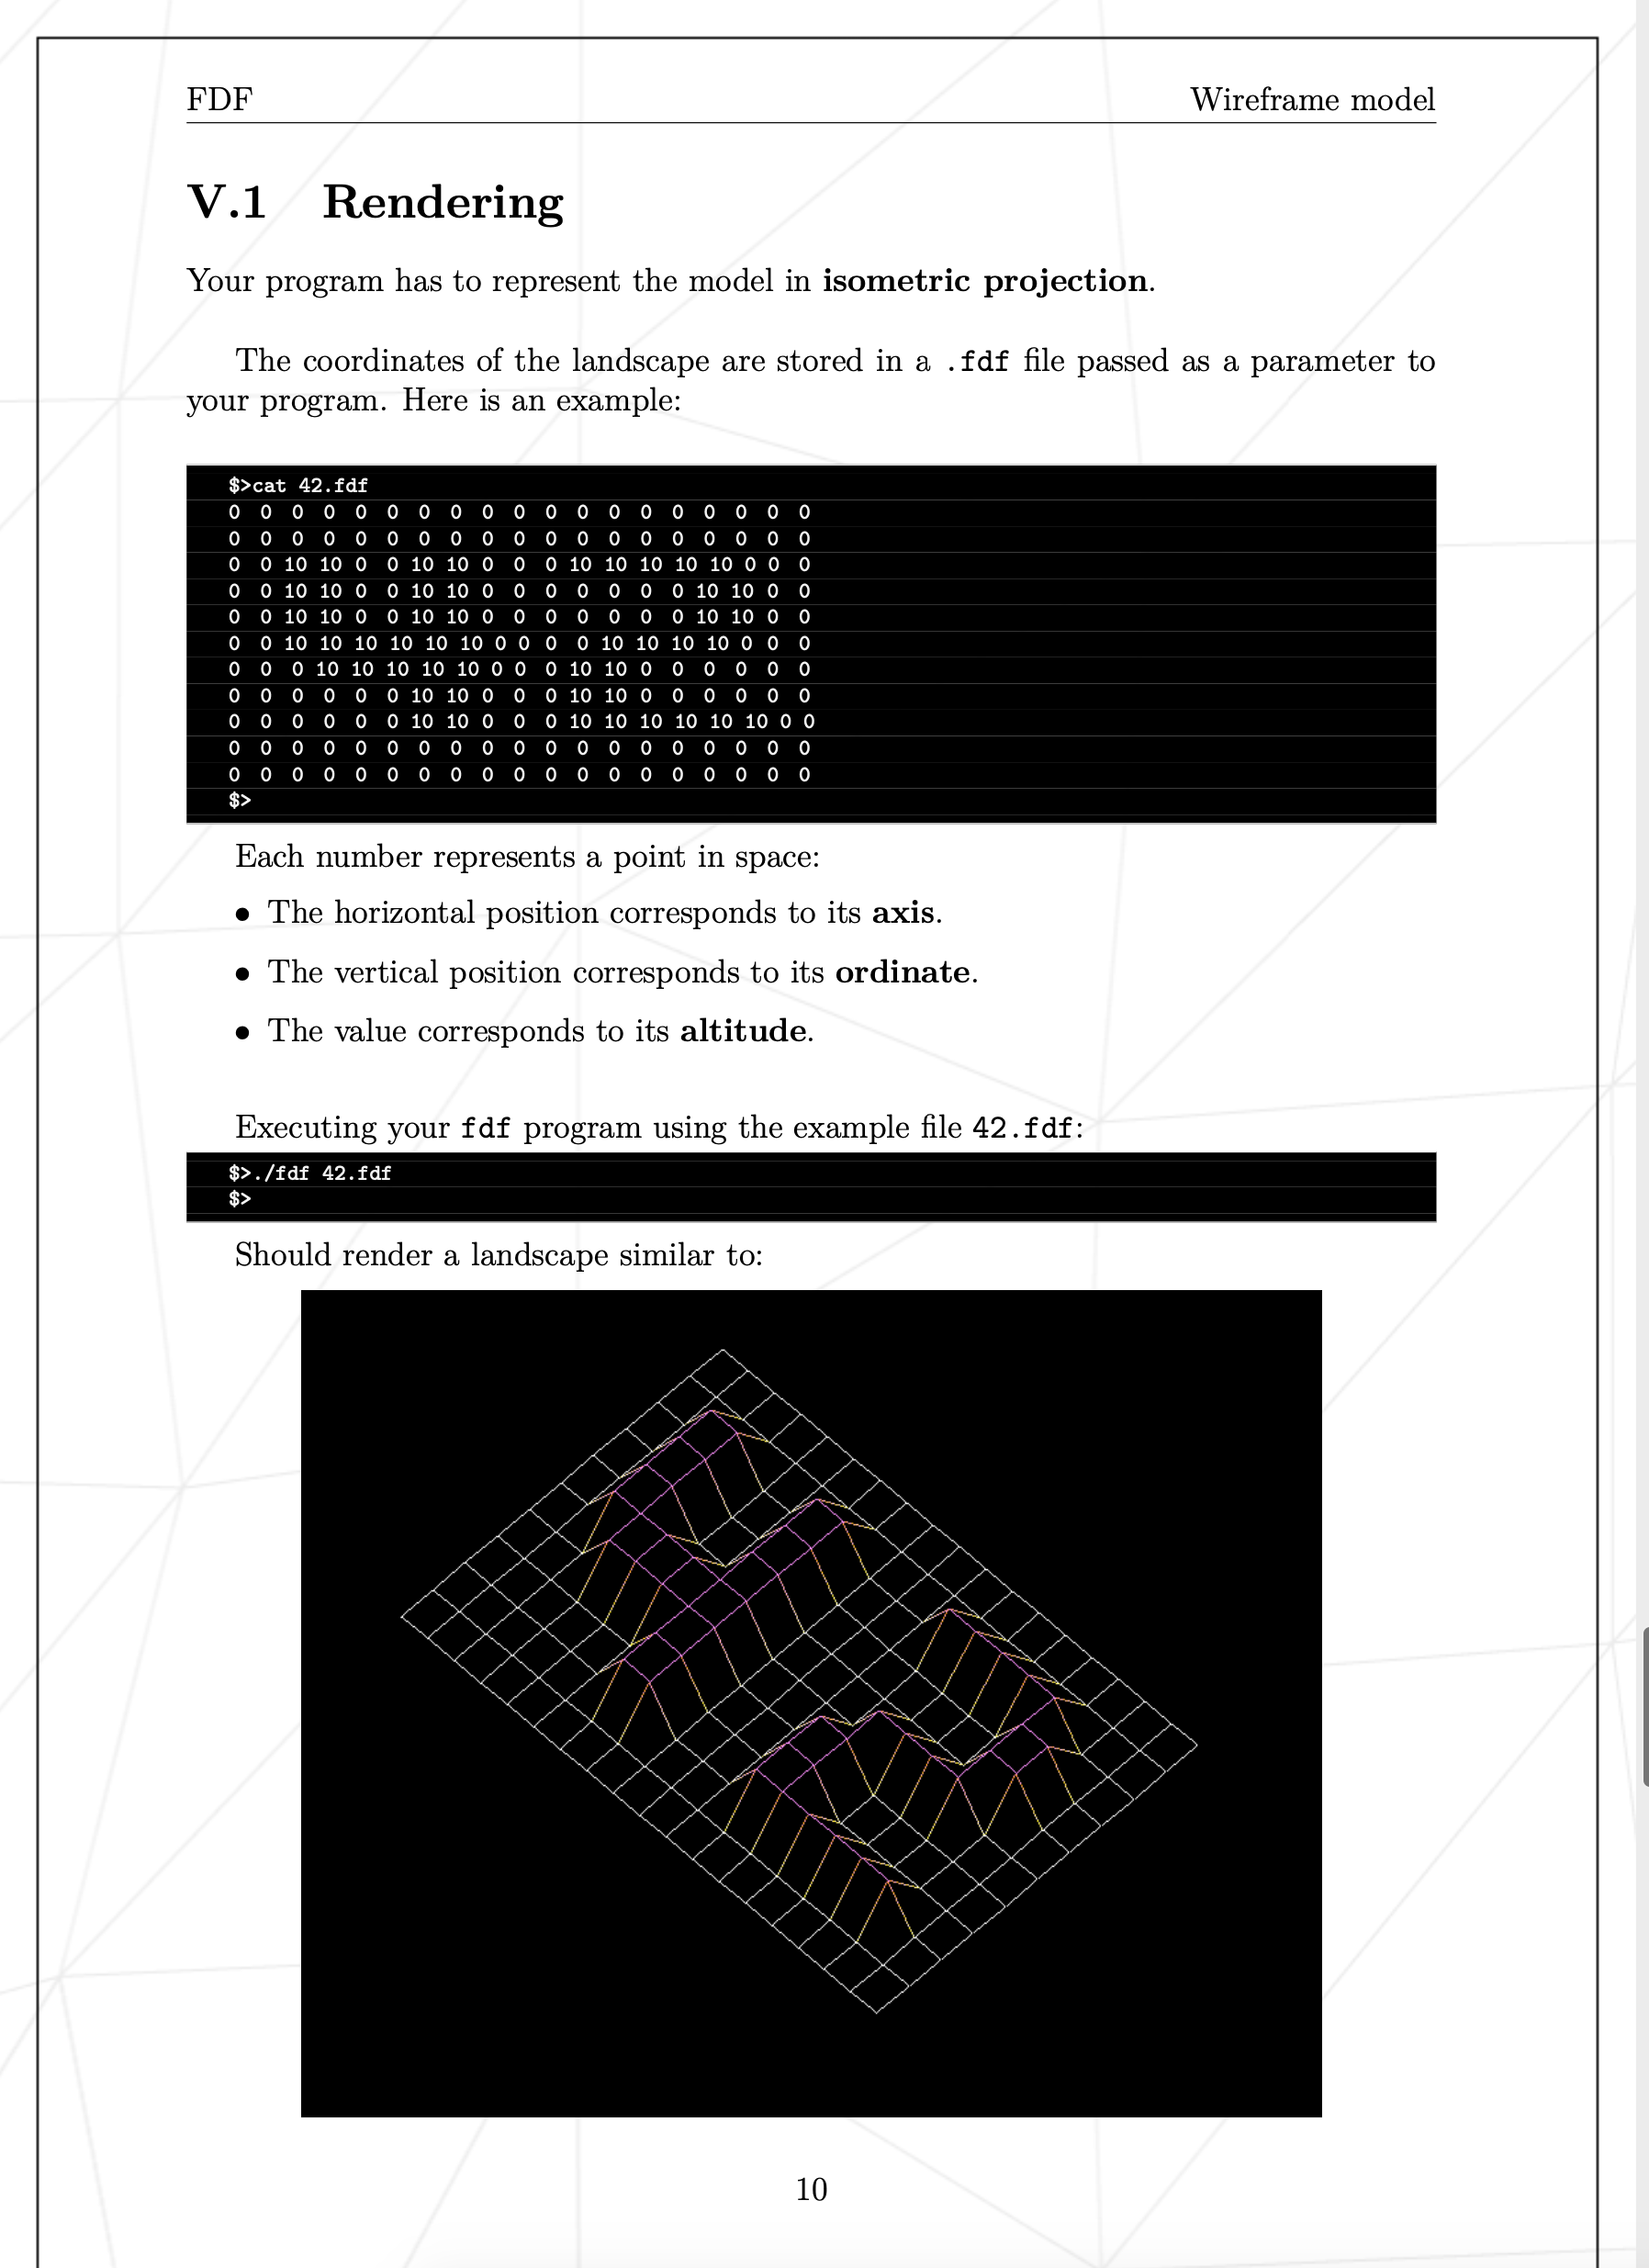 FDF Wireframe model
V.1 Rendering
Your program has to represent the model in isometric projection.
The coordinates of the landscape are stored in a .fdf file passed as a parameter to
your program. Here is an example:
$>cat 42.fdf
0 0 0 0 0 0 0 0 0 0 0 0 0 0 0 0 0 0 0
0 0 0 0 0 0 0 0 0 0 0 0 0 0 0 0 0 0 0
0 0 10 10 0 0 10 10 0 0 0 10 10 10 10 10 0 0 0
0 0 10 10 0 0 10 10 0 0 0 0 0 0 0 10 10 0 0
0 0 10 10 0 0 10 10 0 0 0 0 0 0 0 10 10 0 0
0 0 10 10 10 10 10 10 0 0 0 0 10 10 10 10 0 0 0
0 0 0 10 10 10 10 10 0 0 0 10 10 0 0 0 0 0 0
0 0 0 0 0 0 10 10 0 0 0 10 10 0 0 0 0 0 0
0 0 0 0 0 0 10 10 0 0 0 10 10 10 10 10 10 0 0
0 0 0 0 0 0 0 0 0 0 0 0 0 0 0 0 0 0 0
0 0 0 0 0 0 0 0 0 0 0 0 0 0 0 0 0 0 0
$>
Each number represents a point in space:
• The horizontal position corresponds to its axis.
• The vertical position corresponds to its ordinate.
• The value corresponds to its altitude.
Executing your fdf program using the example file 42.fdf:
$>./fdf 42.fdf
$>
Should render a landscape similar to:
10